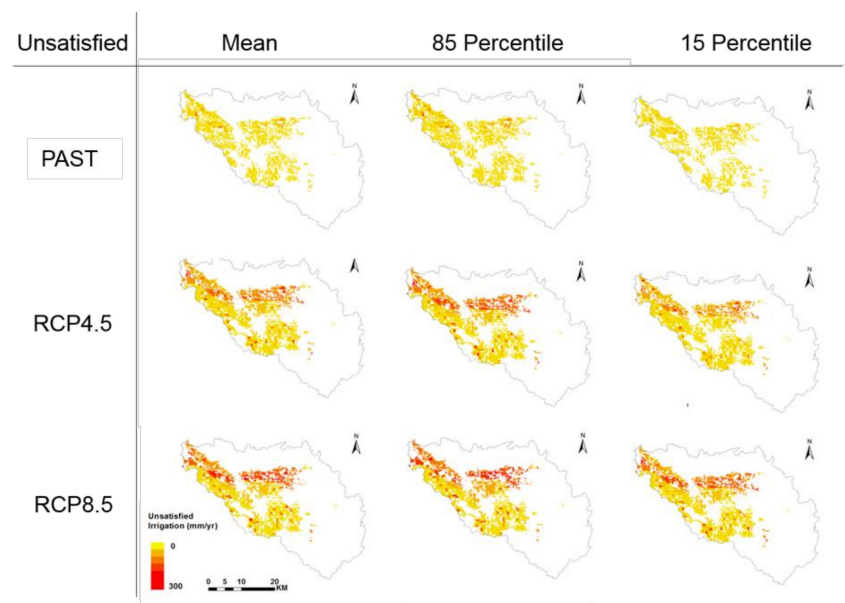 Unsatisfied Mean 85 Percentile 15 Percentile
N N N
PAST
N N
RCP4.5
N N N
RCP8.5
Unsatisfied
Irrigation (mm/yr)
0
300
0 5 10 20
KM